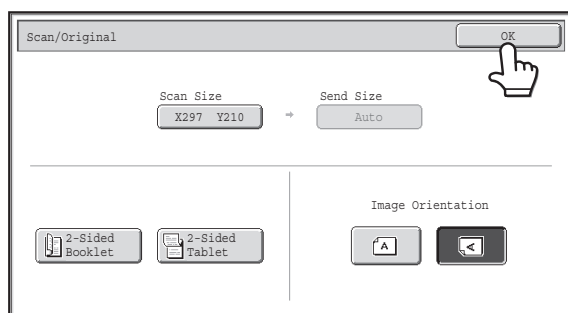 Scan/Original
OK
Scan Size
Send Size
X297 Y210
Auto
Image Orientation
2-Sided
Booklet
2-Sided
Tablet
A
A